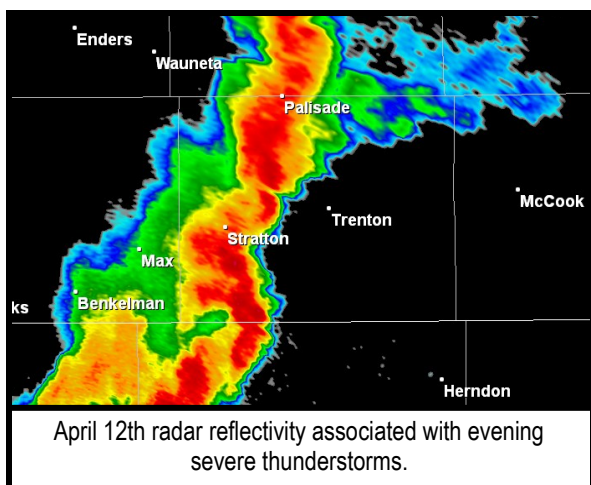 Enders
Wauneta
Palisade
McCook
Trenton
Stratton
Max
Benkelman
ks
Herndon
April 12th radar reflectivity associated with evening
severe thunderstorms.